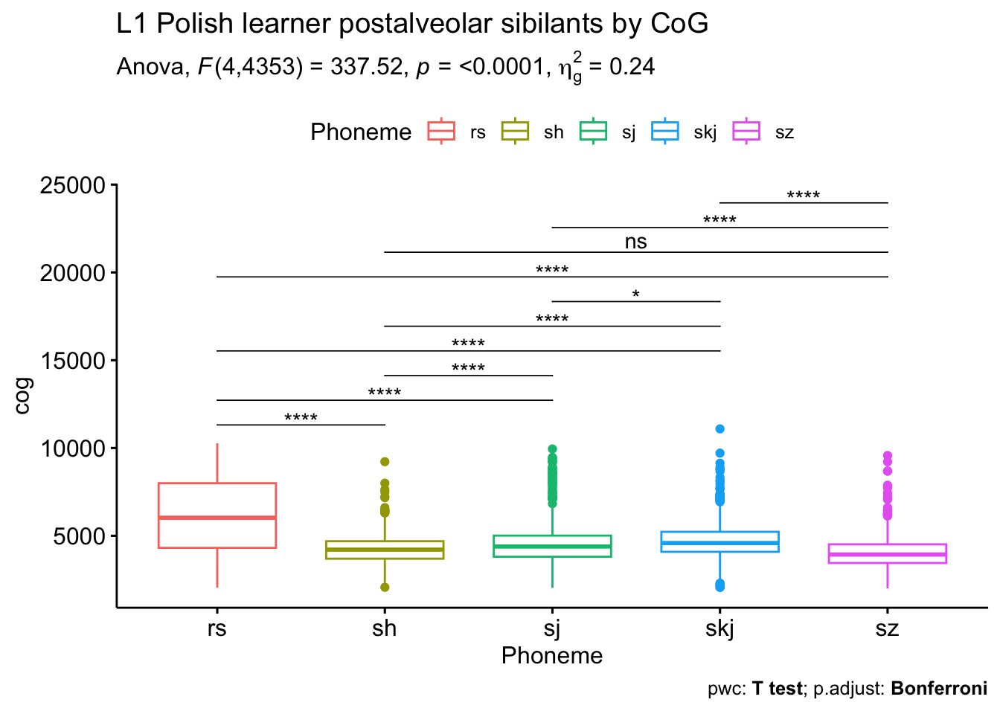 L1 Polish learner postalveolar sibilants by CoG
Anova, F(4,4353) = 337.52, p = <0.0001, η²g = 0.24
Phoneme rs sh sj skj sz
25000
20000
15000
10000
5000
cog
****
****
ns
****
*
****
****
****
****
****
rs sh sj skj sz
Phoneme
pwc: T test; p.adjust: Bonferroni